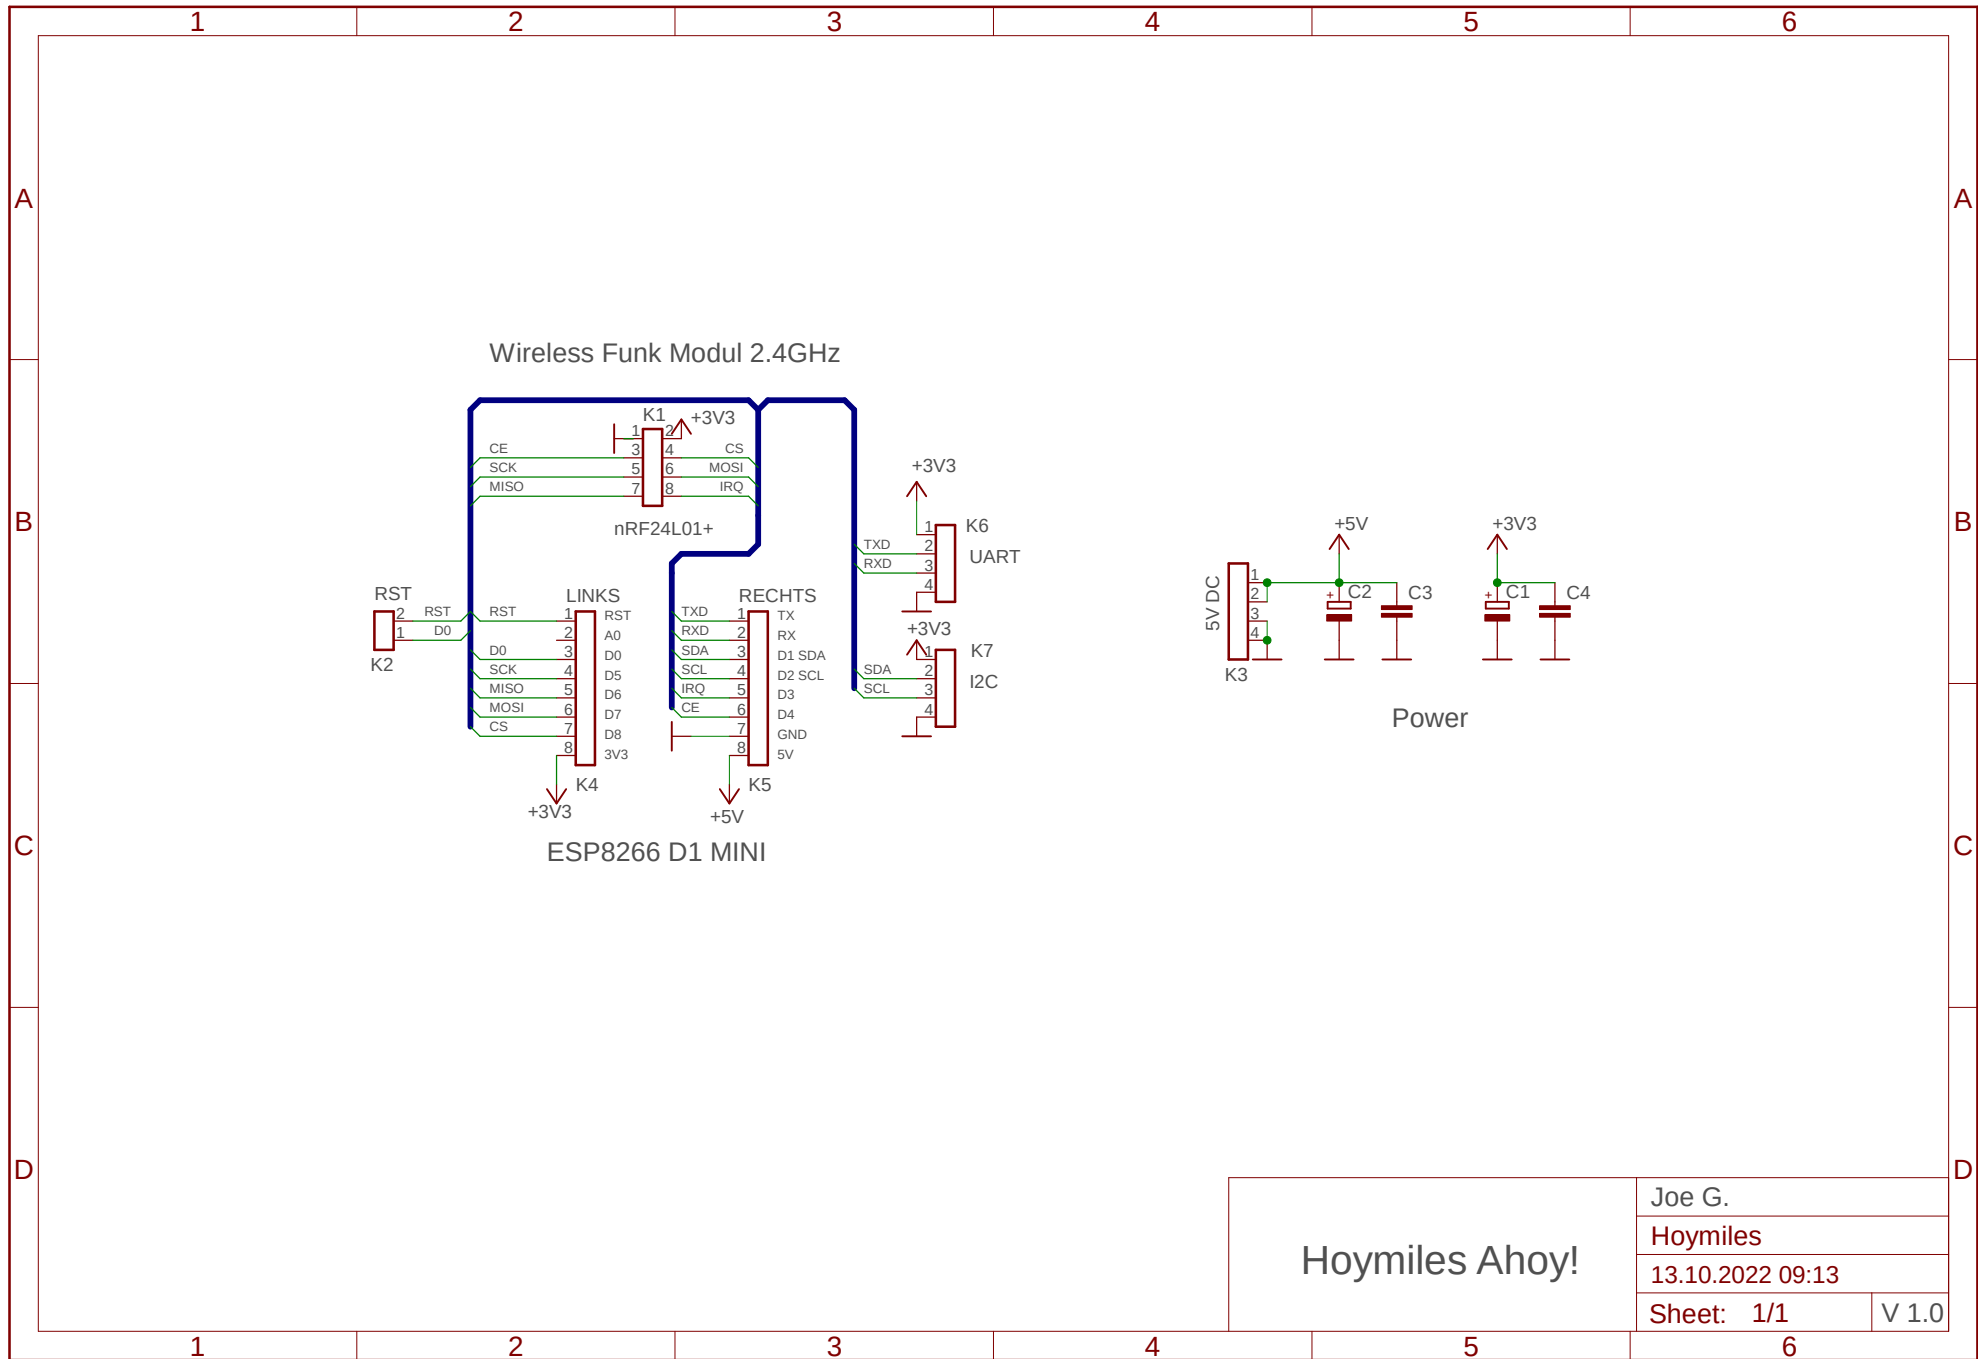 1 2 3 4 5 6
A A
Wireless Funk Modul 2.4GHz
K1 +3V3
1 2
CE 3 4 CS
SCK 5 6 MOSI
MISO 7 8 IRQ
nRF24L01+
B B
+3V3
K6
UART
1
TXD 2
RXD 3
4
+3V3
K7
I2C
1
SDA 2
SCL 3
4
RST
2 RST
1 D0
K2
LINKS
RST 1 RST
2 A0
D0 3 D0
SCK 4 D5
MISO 5 D6
MOSI 6 D7
CS 7 D8
8 3V3
K4
+3V3
RECHTS
TXD 1 TX
RXD 2 RX
SDA 3 D1 SDA
SCL 4 D2 SCL
IRQ 5 D3
CE 6 D4
7 GND
8 5V
K5
+5V
ESP8266 D1 MINI
+5V +3V3
5V DC
1
2
3
4
K3
+ C2 C3 + C1 C4
Power
C C
D D
Hoymiles Ahoy!
Joe G.
Hoymiles
13.10.2022 09:13
Sheet: 1/1 V 1.0
1 2 3 4 5 6